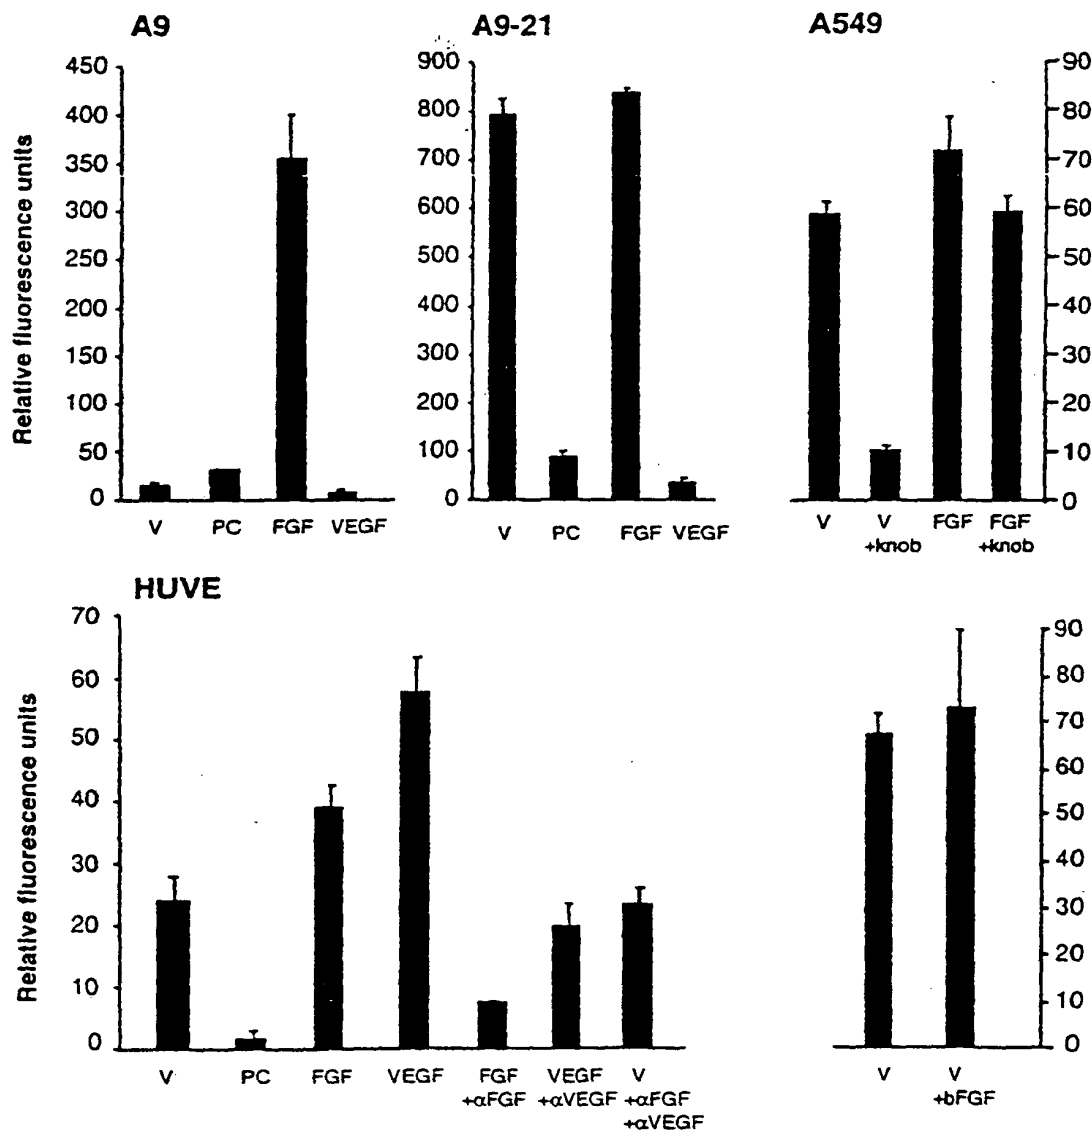 A9
A9-21
A549
Relative fluorescence units
450
400
350
300
250
200
150
100
50
0
V
PC
FGF
VEGF
900
800
700
600
500
400
300
200
100
0
V
PC
FGF
VEGF
90
80
70
60
50
40
30
20
10
0
V
V
+knob
FGF
FGF
+knob
HUVE
Relative fluorescence units
70
60
50
40
30
20
10
0
V
PC
FGF
VEGF
FGF
+αFGF
VEGF
+αVEGF
V
+αFGF
+αVEGF
90
80
70
60
50
40
30
20
10
0
V
V
+bFGF